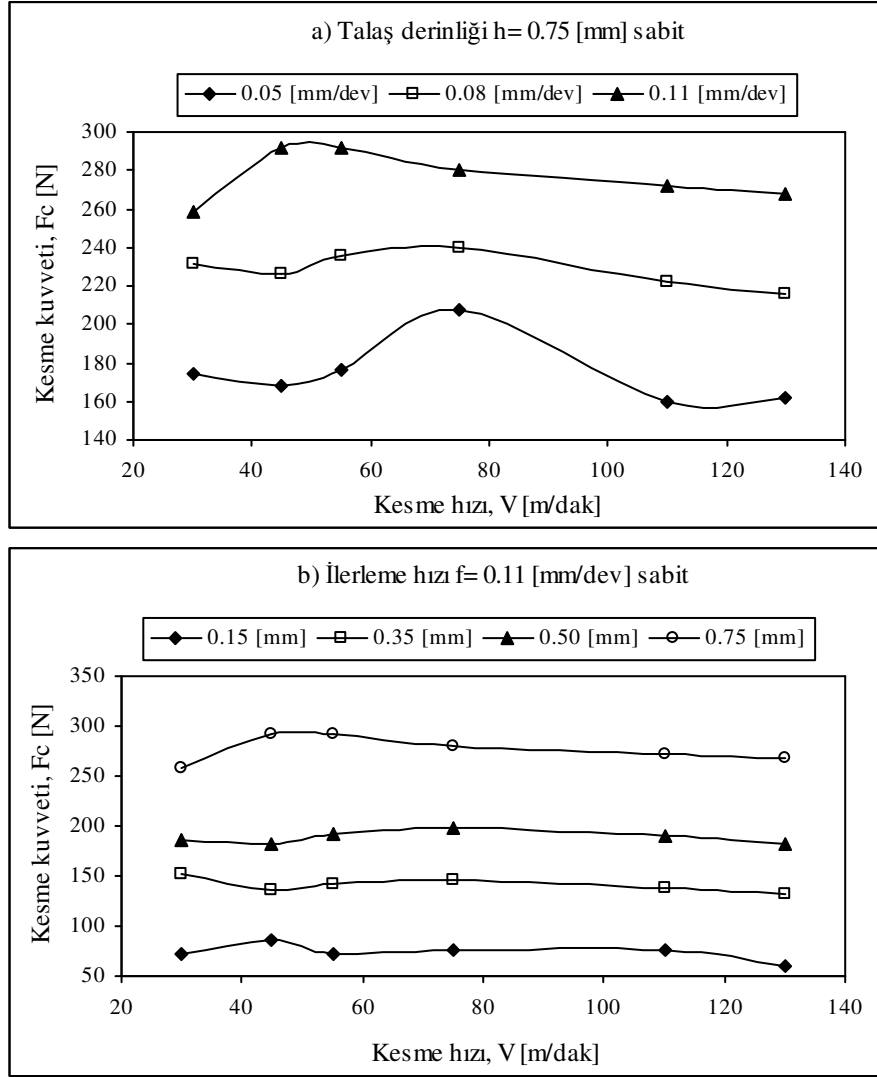 a) Talaş derinliği h= 0.75 [mm] sabit
0.05 [mm/dev] 0.08 [mm/dev] 0.11 [mm/dev]
Kesme kuvveti, Fc [N]
300
280
260
240
220
200
180
160
140
20 40 60 80 100 120 140
Kesme hızı, V [m/dak]
b) İlerleme hızı f= 0.11 [mm/dev] sabit
0.15 [mm] 0.35 [mm] 0.50 [mm] 0.75 [mm]
Kesme kuvveti, Fc [N]
350
300
250
200
150
100
50
20 40 60 80 100 120 140
Kesme hızı, V [m/dak]